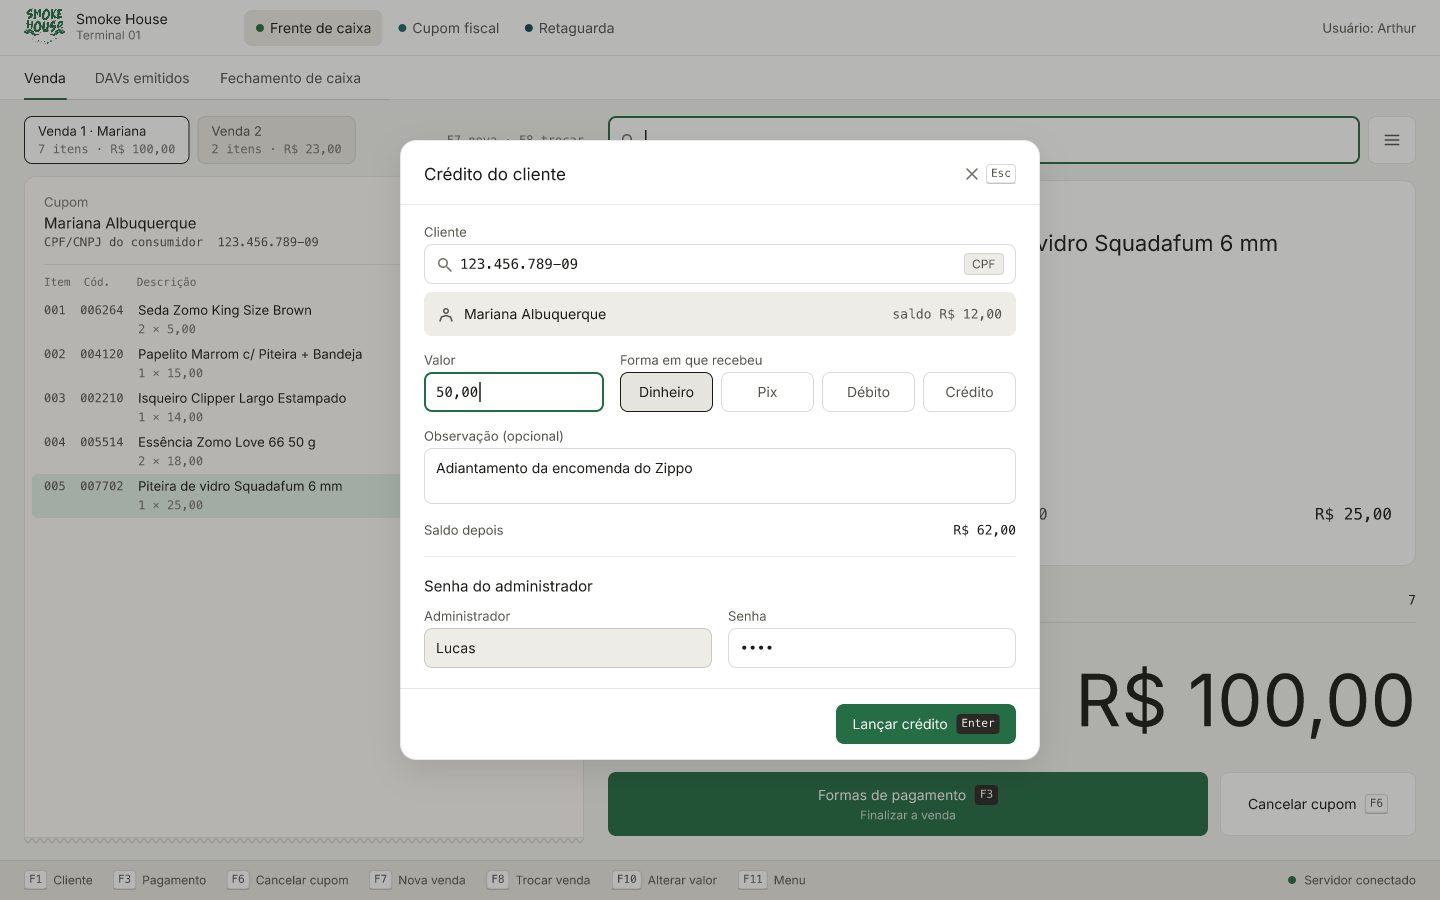 SMOKE HOUSE
Smoke House
Terminal 01
Frente de caixa
Cupom fiscal
Retaguarda
Usuário: Arthur
Venda
DAVs emitidos
Fechamento de caixa
Venda 1 · Mariana
7 itens · R$ 100,00
Venda 2
2 itens · R$ 23,00
F7 nova · F8 trocar
Cupom
Mariana Albuquerque
CPF/CNPJ do consumidor 123.456.789-09
Item Cód. Descrição
001 006264 Seda Zomo King Size Brown
2 × 5,00
002 004120 Papelito Marrom c/ Piteira + Bandeja
1 × 15,00
003 002210 Isqueiro Clipper Largo Estampado
1 × 14,00
004 005514 Essência Zomo Love 66 50 g
2 × 18,00
005 007702 Piteira de vidro Squadafum 6 mm
1 × 25,00
Crédito do cliente
Esc
Cliente
123.456.789-09
CPF
Mariana Albuquerque
saldo R$ 12,00
Valor
50,00
Forma em que recebeu
Dinheiro
Pix
Débito
Crédito
Observação (opcional)
Adiantamento da encomenda do Zippo
Saldo depois
R$ 62,00
Senha do administrador
Administrador
Lucas
Senha
••••
Lançar crédito Enter
vidro Squadafum 6 mm
0
R$ 25,00
7
R$ 100,00
Formas de pagamento F3
Finalizar a venda
Cancelar cupom F6
F1 Cliente
F3 Pagamento
F6 Cancelar cupom
F7 Nova venda
F8 Trocar venda
F10 Alterar valor
F11 Menu
Servidor conectado